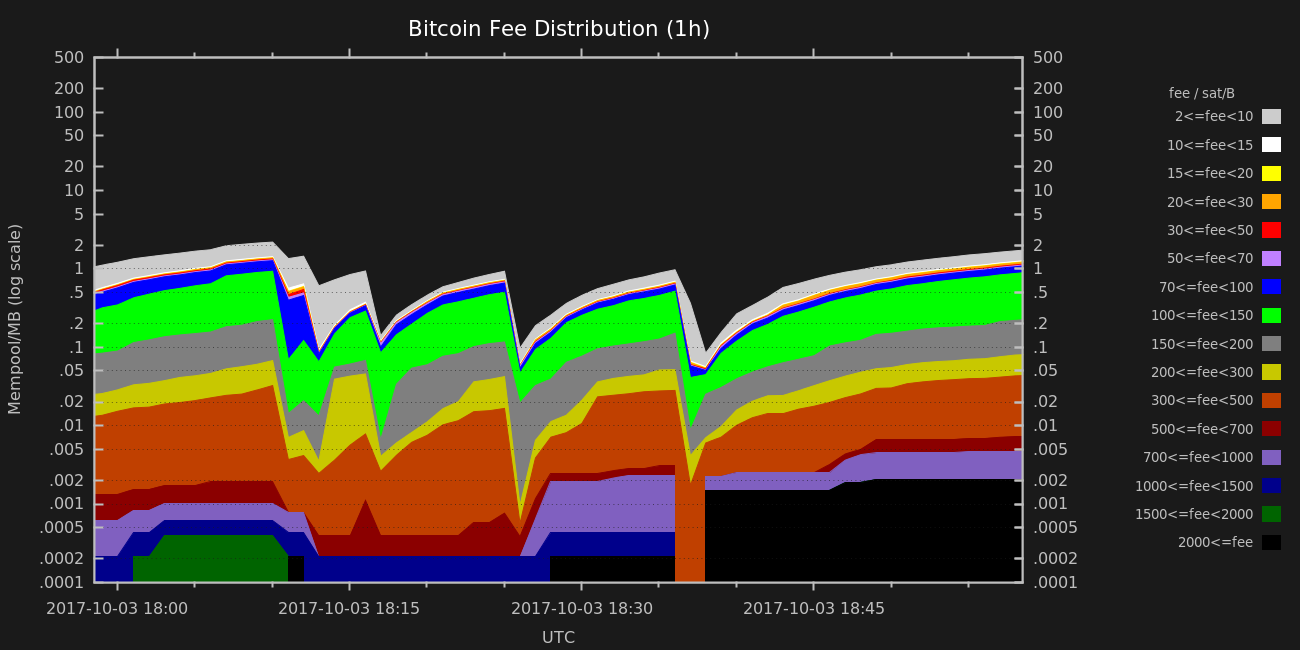 Bitcoin Fee Distribution (1h)
500 500
200 200
100 100
50 50
20 20
10 10
5 5
2 2
1 1
.5 .5
.2 .2
.1 .1
.05 .05
.02 .02
.01 .01
.005 .005
.002 .002
.001 .001
.0005 .0005
.0002 .0002
.0001 .0001
Mempool/MB (log scale)
2017-10-03 18:00 2017-10-03 18:15 2017-10-03 18:30 2017-10-03 18:45
UTC
fee / sat/B
2<=fee<10
10<=fee<15
15<=fee<20
20<=fee<30
30<=fee<50
50<=fee<70
70<=fee<100
100<=fee<150
150<=fee<200
200<=fee<300
300<=fee<500
500<=fee<700
700<=fee<1000
1000<=fee<1500
1500<=fee<2000
2000<=fee